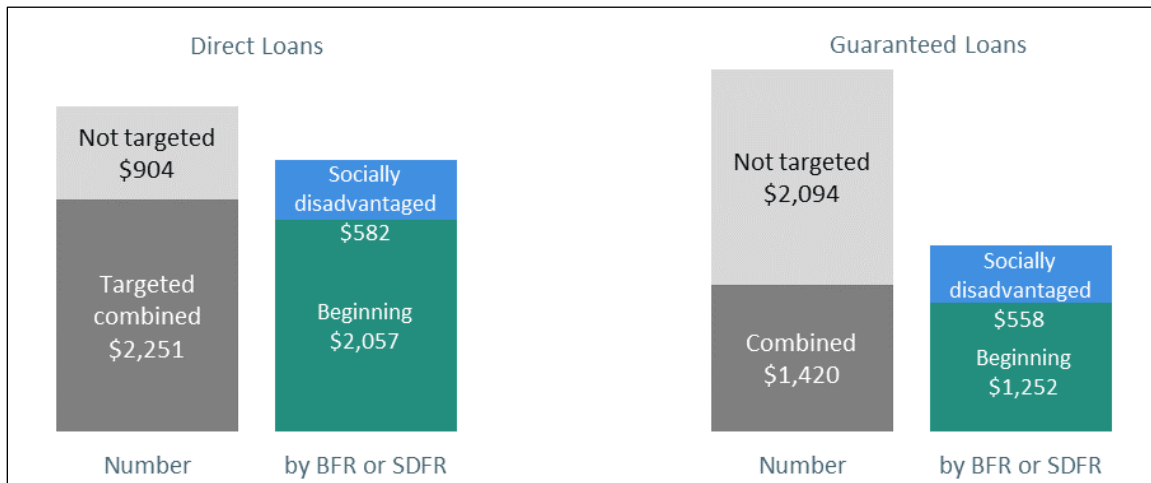 Direct Loans
Not targeted
$904
Targeted
combined
$2,251
Socially
disadvantaged
$582
Beginning
$2,057
Number
by BFR or SDFR
Guaranteed Loans
Not targeted
$2,094
Combined
$1,420
Socially
disadvantaged
$558
Beginning
$1,252
Number
by BFR or SDFR